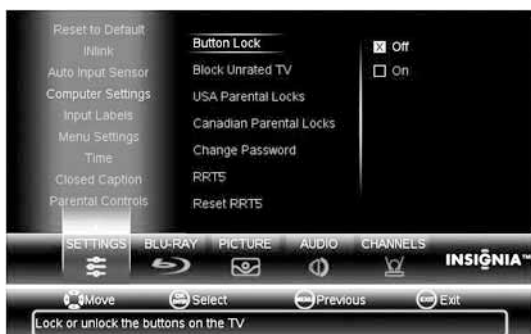 Reset to Default
INlink
Auto Input Sensor
Computer Settings
Input Labels
Menu Settings
Time
Closed Caption
Parental Controls
Button Lock
Block Unrated TV
USA Parental Locks
Canadian Parental Locks
Change Password
RRT5
Reset RRT5
X Off
On
SETTINGS BLU-RAY PICTURE AUDIO CHANNELS
INSIGNIA™
Move Select Previous EXIT Exit
Lock or unlock the buttons on the TV